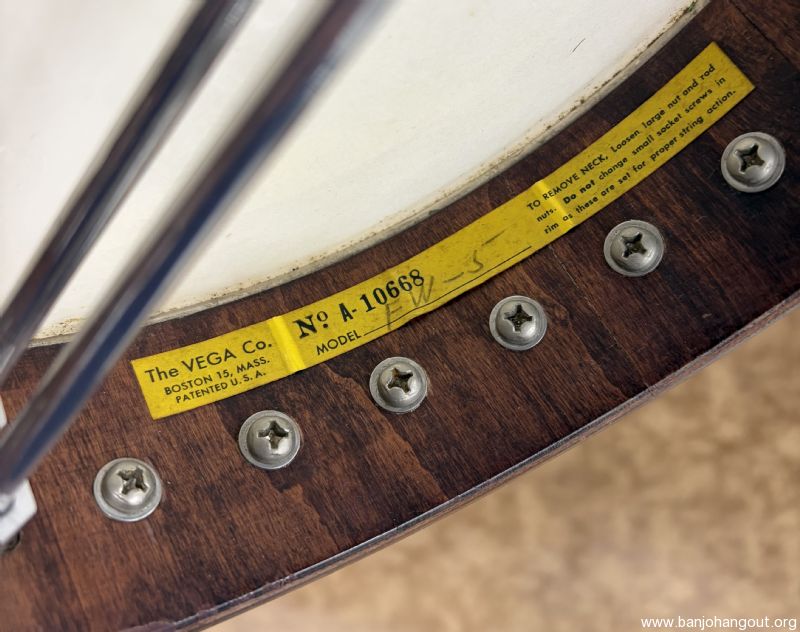 The VEGA Co.
BOSTON 15, MASS.
PATENTED U.S.A.
Nº A-10668
MODEL FW-5-
TO REMOVE NECK, Loosen large nut and rod
nuts. Do not change small socket screws in
rim as these are set for proper string action.
www.banjohangout.org